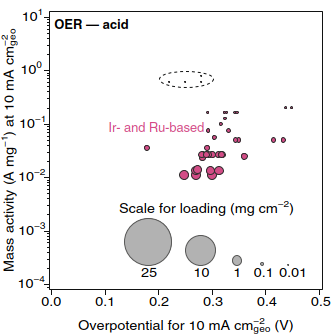 OER — acid
Mass activity (A mg⁻¹) at 10 mA cm⁻²geo
10¹
10⁰
10⁻¹
10⁻²
10⁻³
10⁻⁴
Ir- and Ru-based
Scale for loading (mg cm⁻²)
25 10 1 0.1 0.01
0.0 0.1 0.2 0.3 0.4 0.5
Overpotential for 10 mA cm⁻²geo (V)